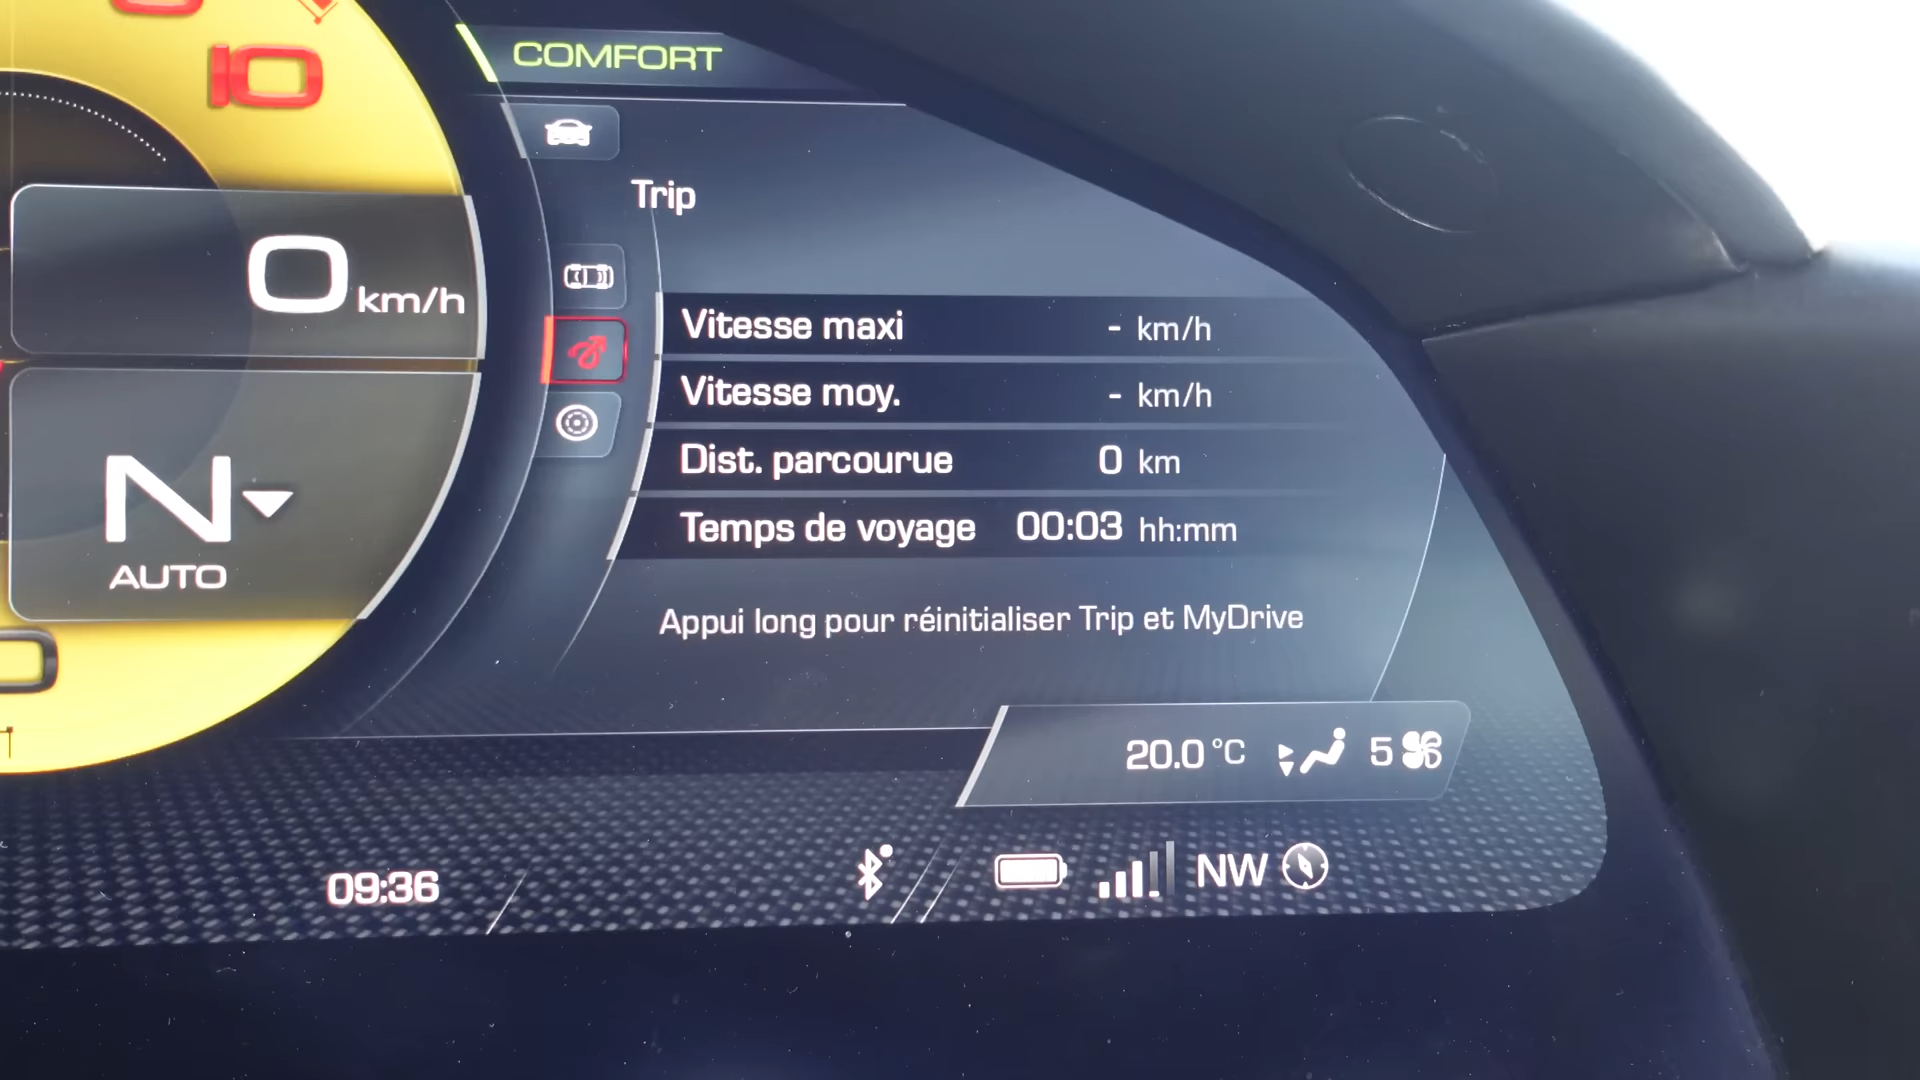 COMFORT
10
Trip
0 km/h
Vitesse maxi - km/h
Vitesse moy. - km/h
Dist. parcourue 0 km
Temps de voyage 00:03 hh:mm
N
AUTO
Appui long pour réinitialiser Trip et MyDrive
20.0 °C 5
09:36 NW